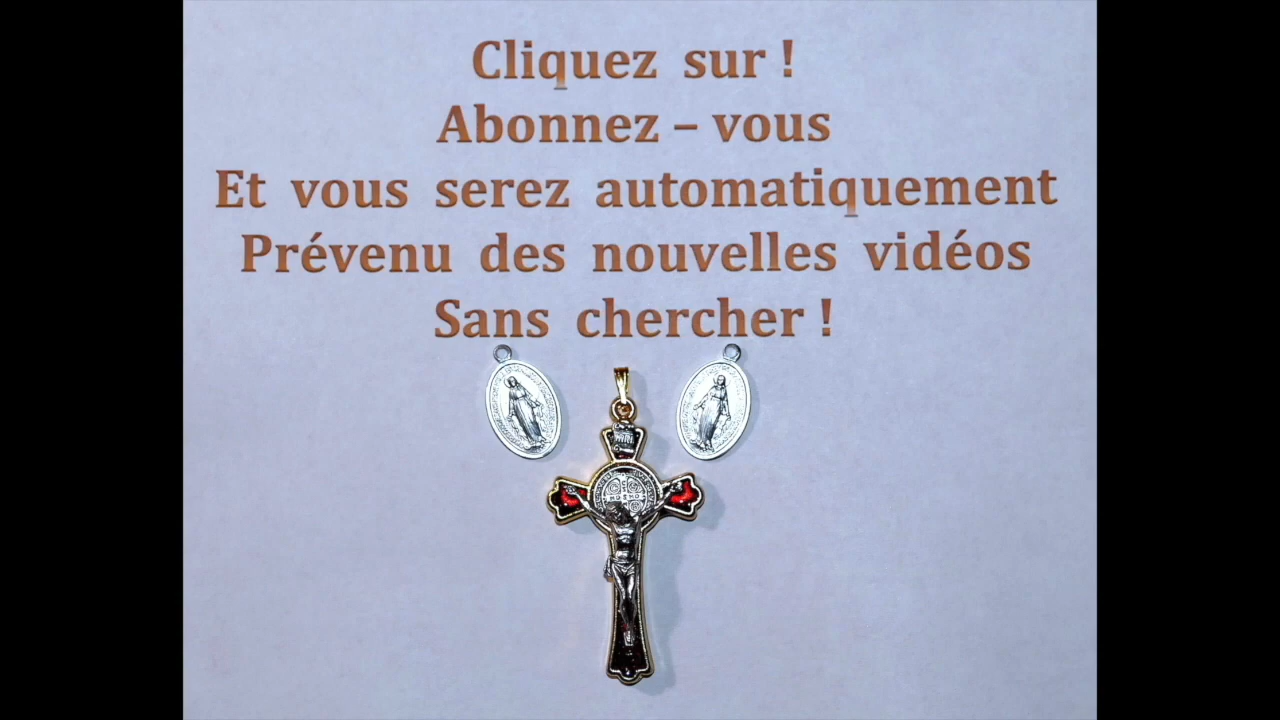 Cliquez sur !
Abonnez – vous
Et vous serez automatiquement
Prévenu des nouvelles vidéos
Sans chercher !